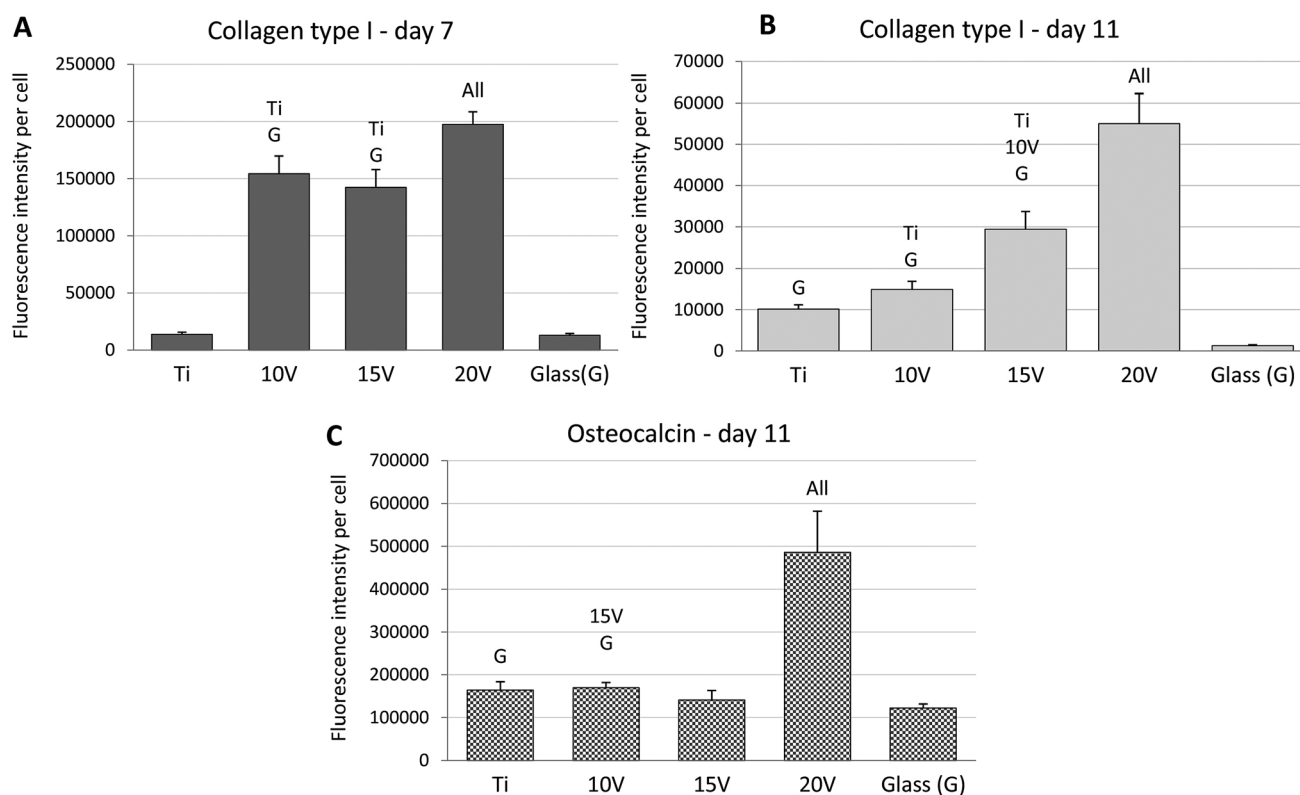 A
Collagen type I - day 7
Fluorescence intensity per cell
250000
200000
150000
100000
50000
0
Ti
G
Ti
G
All
Ti
10V
15V
20V
Glass(G)
B
Collagen type I - day 11
Fluorescence intensity per cell
70000
60000
50000
40000
30000
20000
10000
0
G
Ti
G
Ti
10V
G
All
Ti
10V
15V
20V
Glass (G)
C
Osteocalcin - day 11
Fluorescence intensity per cell
700000
600000
500000
400000
300000
200000
100000
0
G
15V
G
All
Ti
10V
15V
20V
Glass (G)